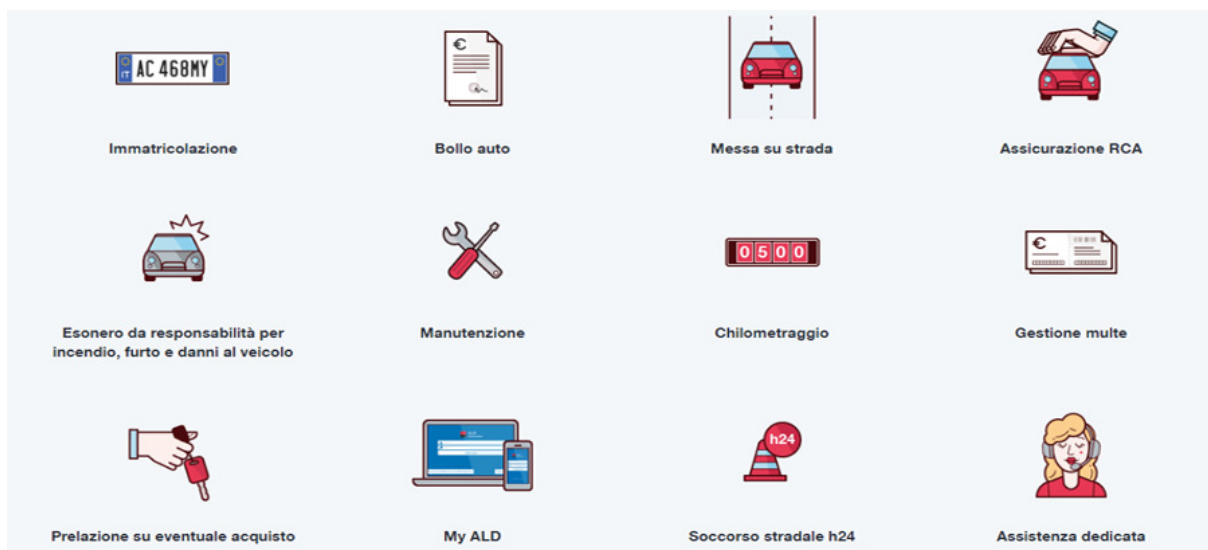 IT AC 468MY
Immatricolazione
€
Bollo auto
Messa su strada
Assicurazione RCA
Esonero da responsabilità per
incendio, furto e danni al veicolo
Manutenzione
0500
Chilometraggio
€
Gestione multe
Prelazione su eventuale acquisto
My ALD
h24
Soccorso stradale h24
Assistenza dedicata